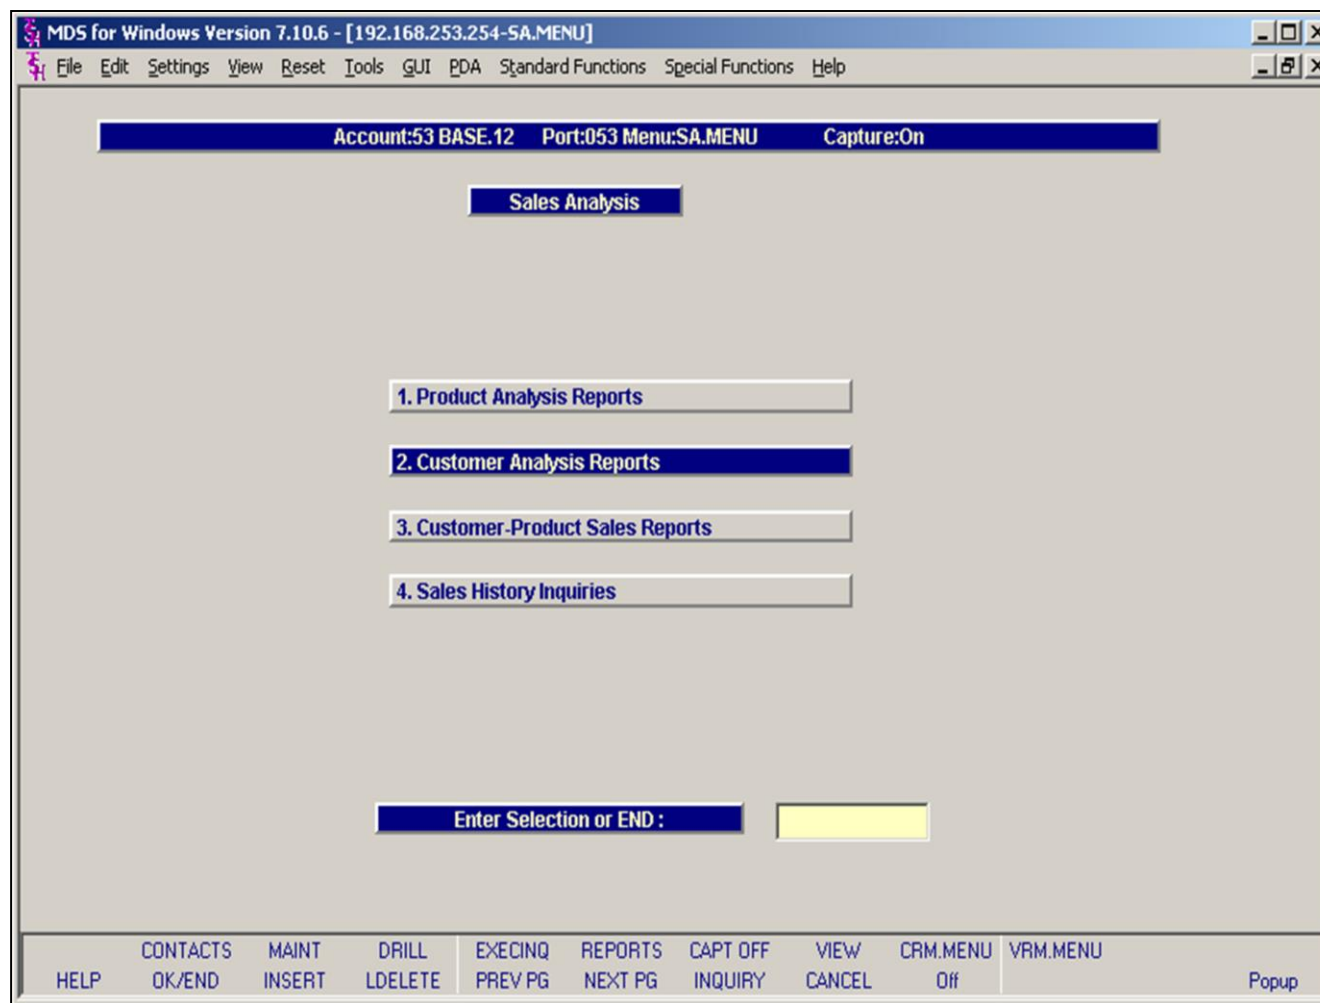 MDS for Windows Version 7.10.6 - [192.168.253.254-SA.MENU]
File Edit Settings View Reset Tools GUI PDA Standard Functions Special Functions Help
Account:53 BASE.12 Port:053 Menu:SA.MENU Capture:On
Sales Analysis
1. Product Analysis Reports
2. Customer Analysis Reports
3. Customer-Product Sales Reports
4. Sales History Inquiries
Enter Selection or END :
CONTACTS MAINT DRILL EXECINQ REPORTS CAPT OFF VIEW CRM.MENU VRM.MENU
HELP OK/END INSERT LDELETE PREV PG NEXT PG INQUIRY CANCEL Off Popup